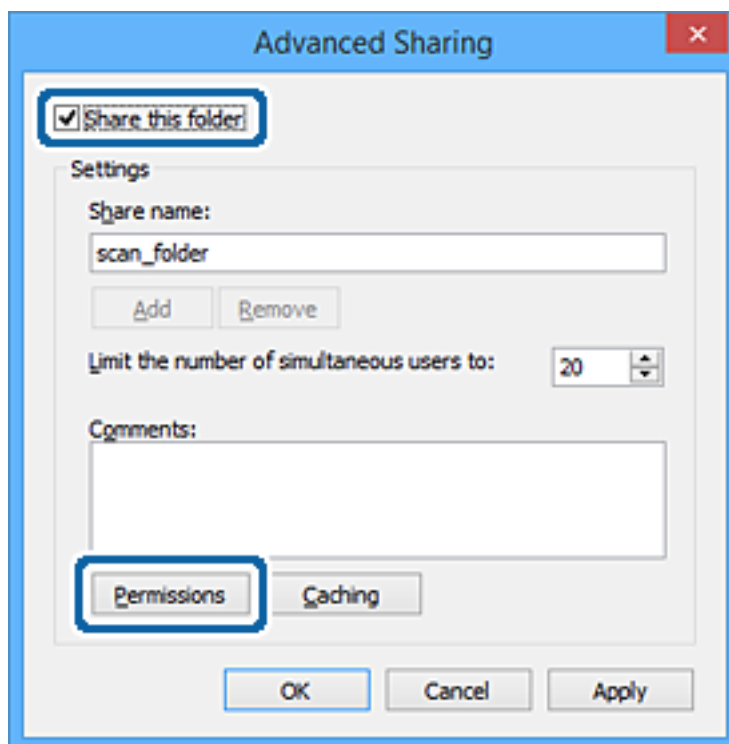 Advanced Sharing
Share this folder
Settings
Share name:
scan_folder
Add Remove
Limit the number of simultaneous users to: 20
Comments:
Permissions Caching
OK Cancel Apply